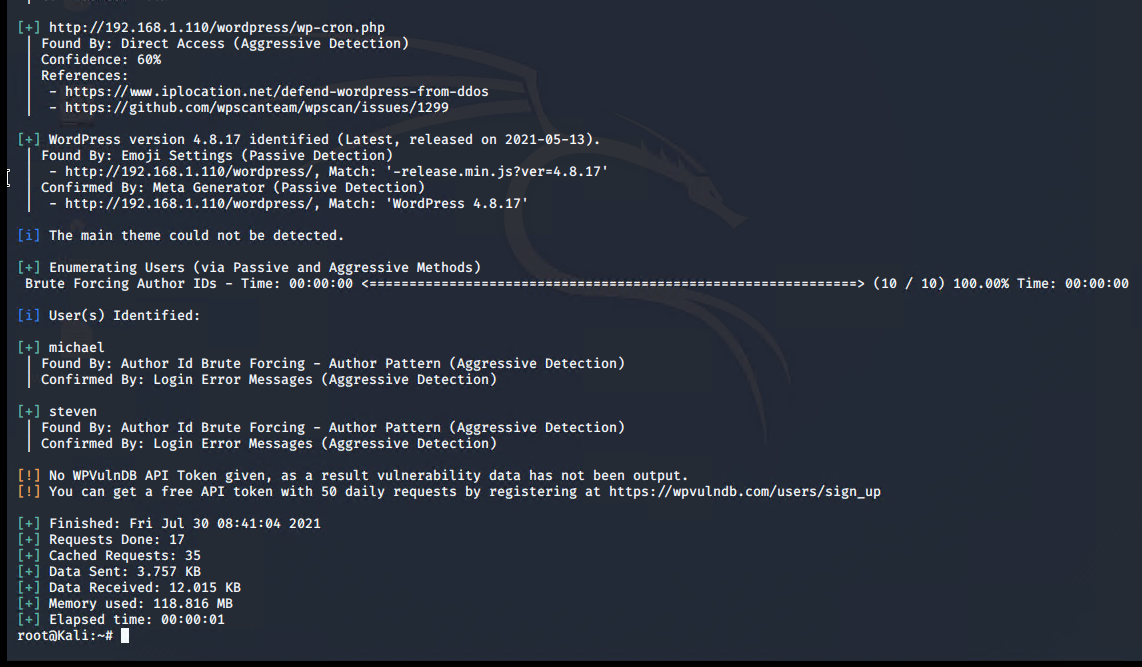 [+] http://192.168.1.110/wordpress/wp-cron.php
Found By: Direct Access (Aggressive Detection)
Confidence: 60%
References:
- https://www.iplocation.net/defend-wordpress-from-ddos
- https://github.com/wpscanteam/wpscan/issues/1299
[+] WordPress version 4.8.17 identified (Latest, released on 2021-05-13).
Found By: Emoji Settings (Passive Detection)
- http://192.168.1.110/wordpress/, Match: '-release.min.js?ver=4.8.17'
Confirmed By: Meta Generator (Passive Detection)
- http://192.168.1.110/wordpress/, Match: 'WordPress 4.8.17'
[i] The main theme could not be detected.
[+] Enumerating Users (via Passive and Aggressive Methods)
Brute Forcing Author IDs - Time: 00:00:00 <=============================================================> (10 / 10) 100.00% Time: 00:00:00
[i] User(s) Identified:
[+] michael
Found By: Author Id Brute Forcing - Author Pattern (Aggressive Detection)
Confirmed By: Login Error Messages (Aggressive Detection)
[+] steven
Found By: Author Id Brute Forcing - Author Pattern (Aggressive Detection)
Confirmed By: Login Error Messages (Aggressive Detection)
[!] No WPVulnDB API Token given, as a result vulnerability data has not been output.
[!] You can get a free API token with 50 daily requests by registering at https://wpvulndb.com/users/sign_up
[+] Finished: Fri Jul 30 08:41:04 2021
[+] Requests Done: 17
[+] Cached Requests: 35
[+] Data Sent: 3.757 KB
[+] Data Received: 12.015 KB
[+] Memory used: 118.816 MB
[+] Elapsed time: 00:00:01
root@Kali:~#